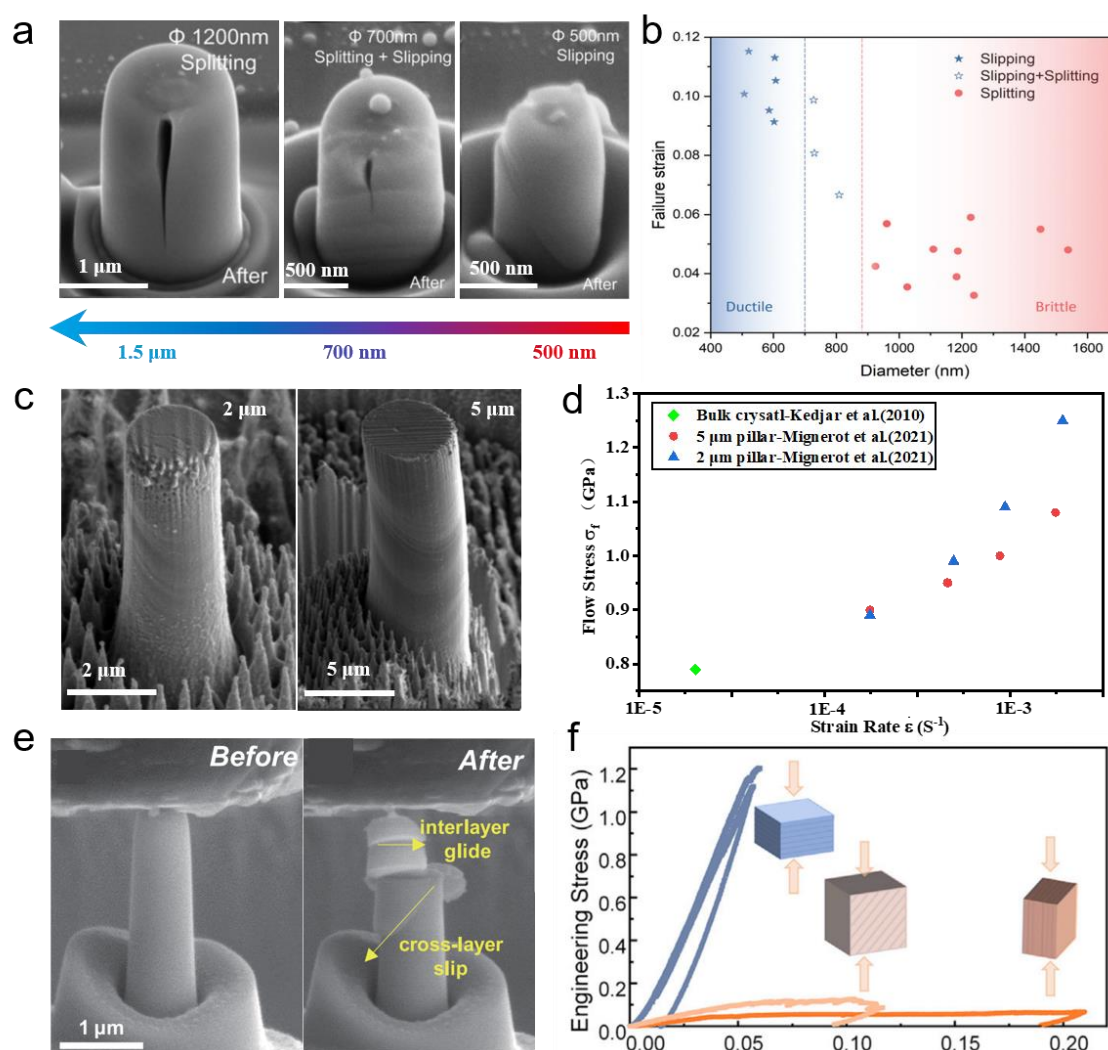 a
Φ 1200nm
Splitting
1 μm
After
Φ 700nm
Splitting + Slipping
500 nm
After
Φ 500nm
Slipping
500 nm
After
1.5 μm
700 nm
500 nm
b
0.12
0.10
0.08
0.06
0.04
0.02
Failure strain
Slipping
Slipping+Splitting
Splitting
Ductile
Brittle
400
600
800
1000
1200
1400
1600
Diameter (nm)
c
2 μm
2 μm
5 μm
5 μm
d
1.3
1.2
1.1
1.0
0.9
0.8
Flow Stress σf (GPa)
Bulk crysatl-Kedjar et al.(2010)
5 μm pillar-Mignerot et al.(2021)
2 μm pillar-Mignerot et al.(2021)
1E-5
1E-4
1E-3
Strain Rate ε̇ (S-1)
e
Before
1 μm
After
interlayer
glide
cross-layer
slip
f
1.2
1.0
0.8
0.6
0.4
0.2
0.0
Engineering Stress (GPa)
0.00
0.05
0.10
0.15
0.20